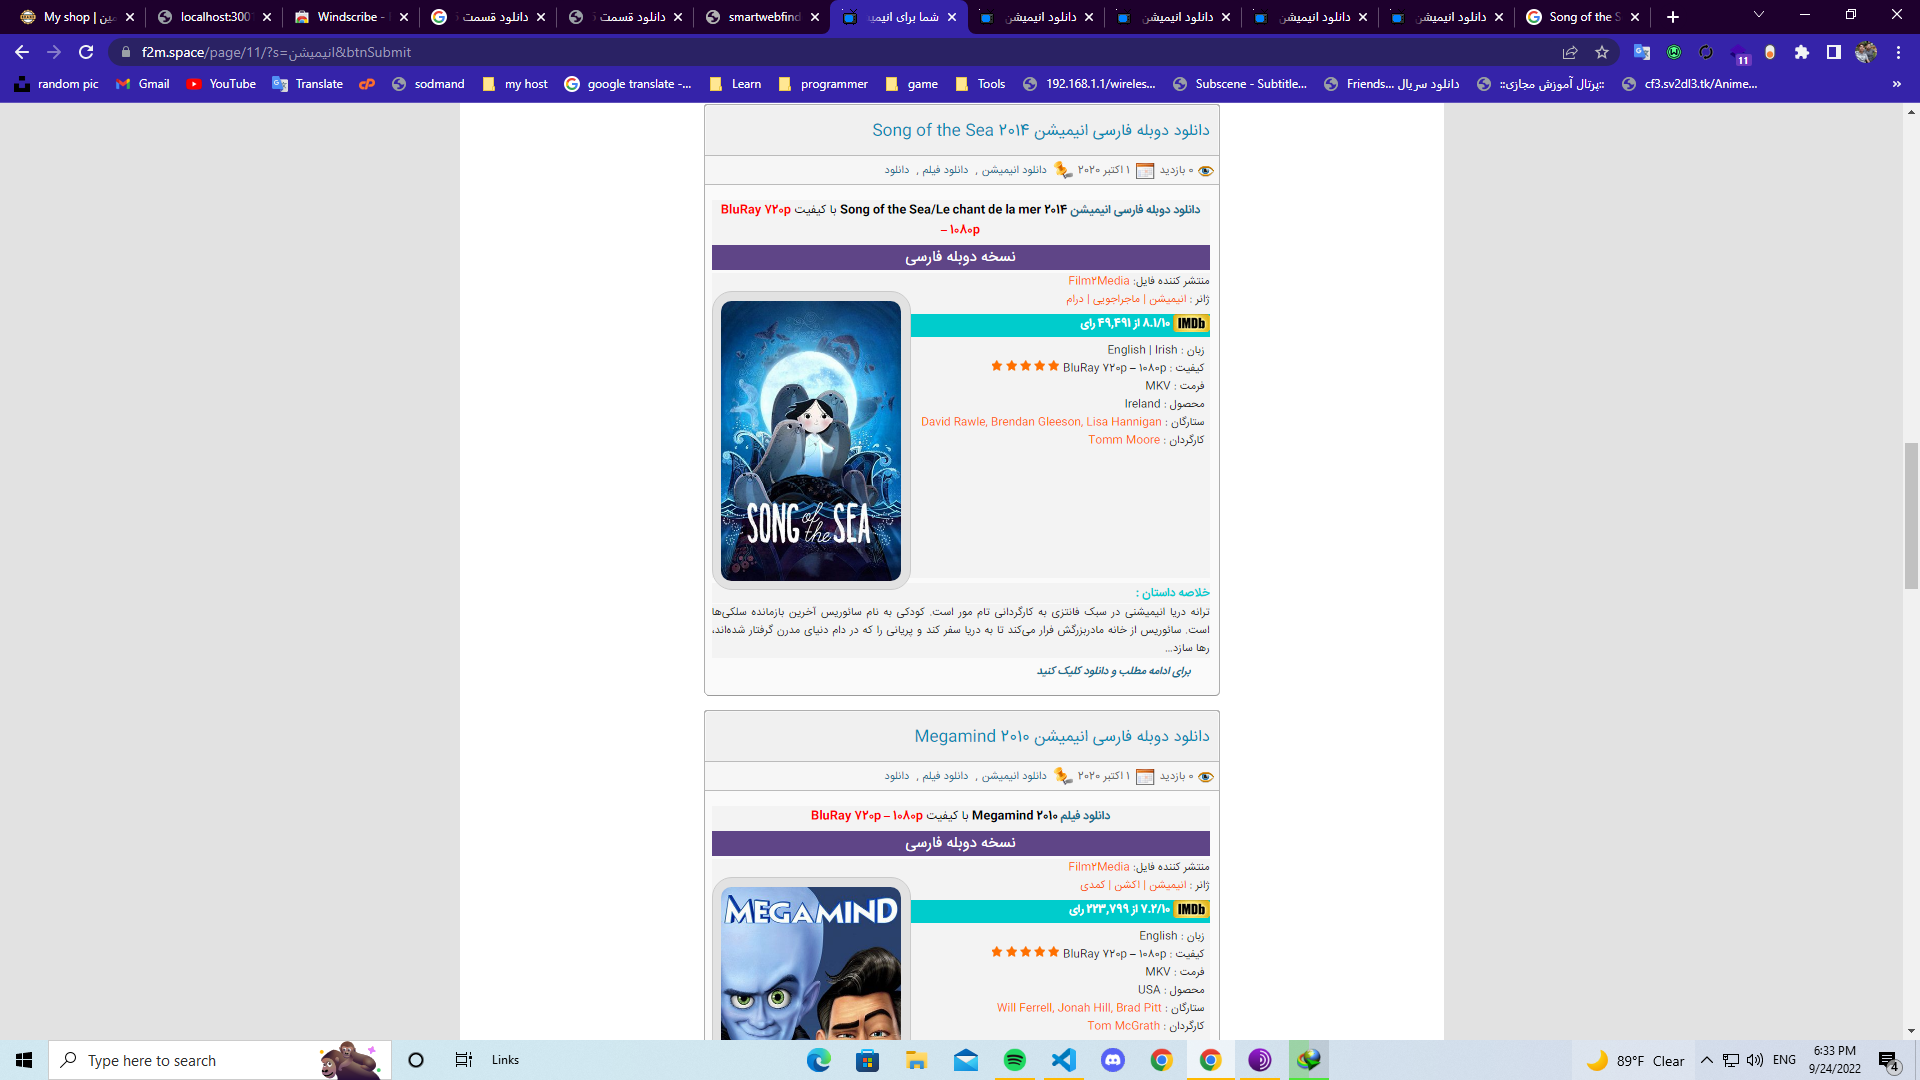 My shop | مین
localhost:300
Windscribe -
دانلود قسمت
دانلود قسمت
smartwebfind
شما برای انیمی
دانلود انیمیشن
دانلود انیمیشن
دانلود انیمیشن
دانلود انیمیشن
Song of the S
f2m.space/page/11/?s=انیمیشن&btnSubmit
11
random pic
Gmail
YouTube
Translate
sodmand
my host
google translate -...
Learn
programmer
game
Tools
192.168.1.1/wireles...
Subscene - Subtitle...
Friends... دانلود سریال
::پرتال آموزش مجازی::
cf3.sv2dl3.tk/Anime...
»
دانلود دوبله فارسی انیمیشن Song of the Sea ۲۰۱۴
۰ بازدید ۱ اکتبر ۲۰۲۰ دانلود انیمیشن , دانلود فیلم , دانلود
دانلود دوبله فارسی انیمیشن Song of the Sea/Le chant de la mer ۲۰۱۴ با کیفیت BluRay ۷۲۰p
– ۱۰۸۰p
نسخه دوبله فارسی
منتشر کننده فایل: Film۲Media
ژانر : انیمیشن | ماجراجویی | درام
IMDb ۸.۱/۱۰ از ۴۹,۴۹۱ رای
زبان : English | Irish
کیفیت : BluRay ۷۲۰p – ۱۰۸۰p
فرمت : MKV
محصول : Ireland
ستارگان : David Rawle, Brendan Gleeson, Lisa Hannigan
کارگردان : Tomm Moore
SONG of the SEA
خلاصه داستان :
ترانه دریا انیمیشنی در سبک فانتزی به کارگردانی تام مور است. کودکی به نام سائوریس آخرین بازمانده سلکی‌ها
است. سائوریس از خانه مادربزرگش فرار می‌کند تا به دریا سفر کند و پریانی را که در دام دنیای مدرن گرفتار شده‌اند،
رها سازد...
برای ادامه مطلب و دانلود کلیک کنید
دانلود دوبله فارسی انیمیشن Megamind ۲۰۱۰
۰ بازدید ۱ اکتبر ۲۰۲۰ دانلود انیمیشن , دانلود فیلم , دانلود
دانلود فیلم Megamind ۲۰۱۰ با کیفیت BluRay ۷۲۰p – ۱۰۸۰p
نسخه دوبله فارسی
منتشر کننده فایل: Film۲Media
ژانر : انیمیشن | اکشن | کمدی
IMDb ۷.۲/۱۰ از ۲۲۳,۷۹۹ رای
MEGAMIND
زبان : English
کیفیت : BluRay ۷۲۰p – ۱۰۸۰p
فرمت : MKV
محصول : USA
ستارگان : Will Ferrell, Jonah Hill, Brad Pitt
کارگردان : Tom McGrath
Type here to search
Links
89°F Clear
ENG
6:33 PM
9/24/2022
4